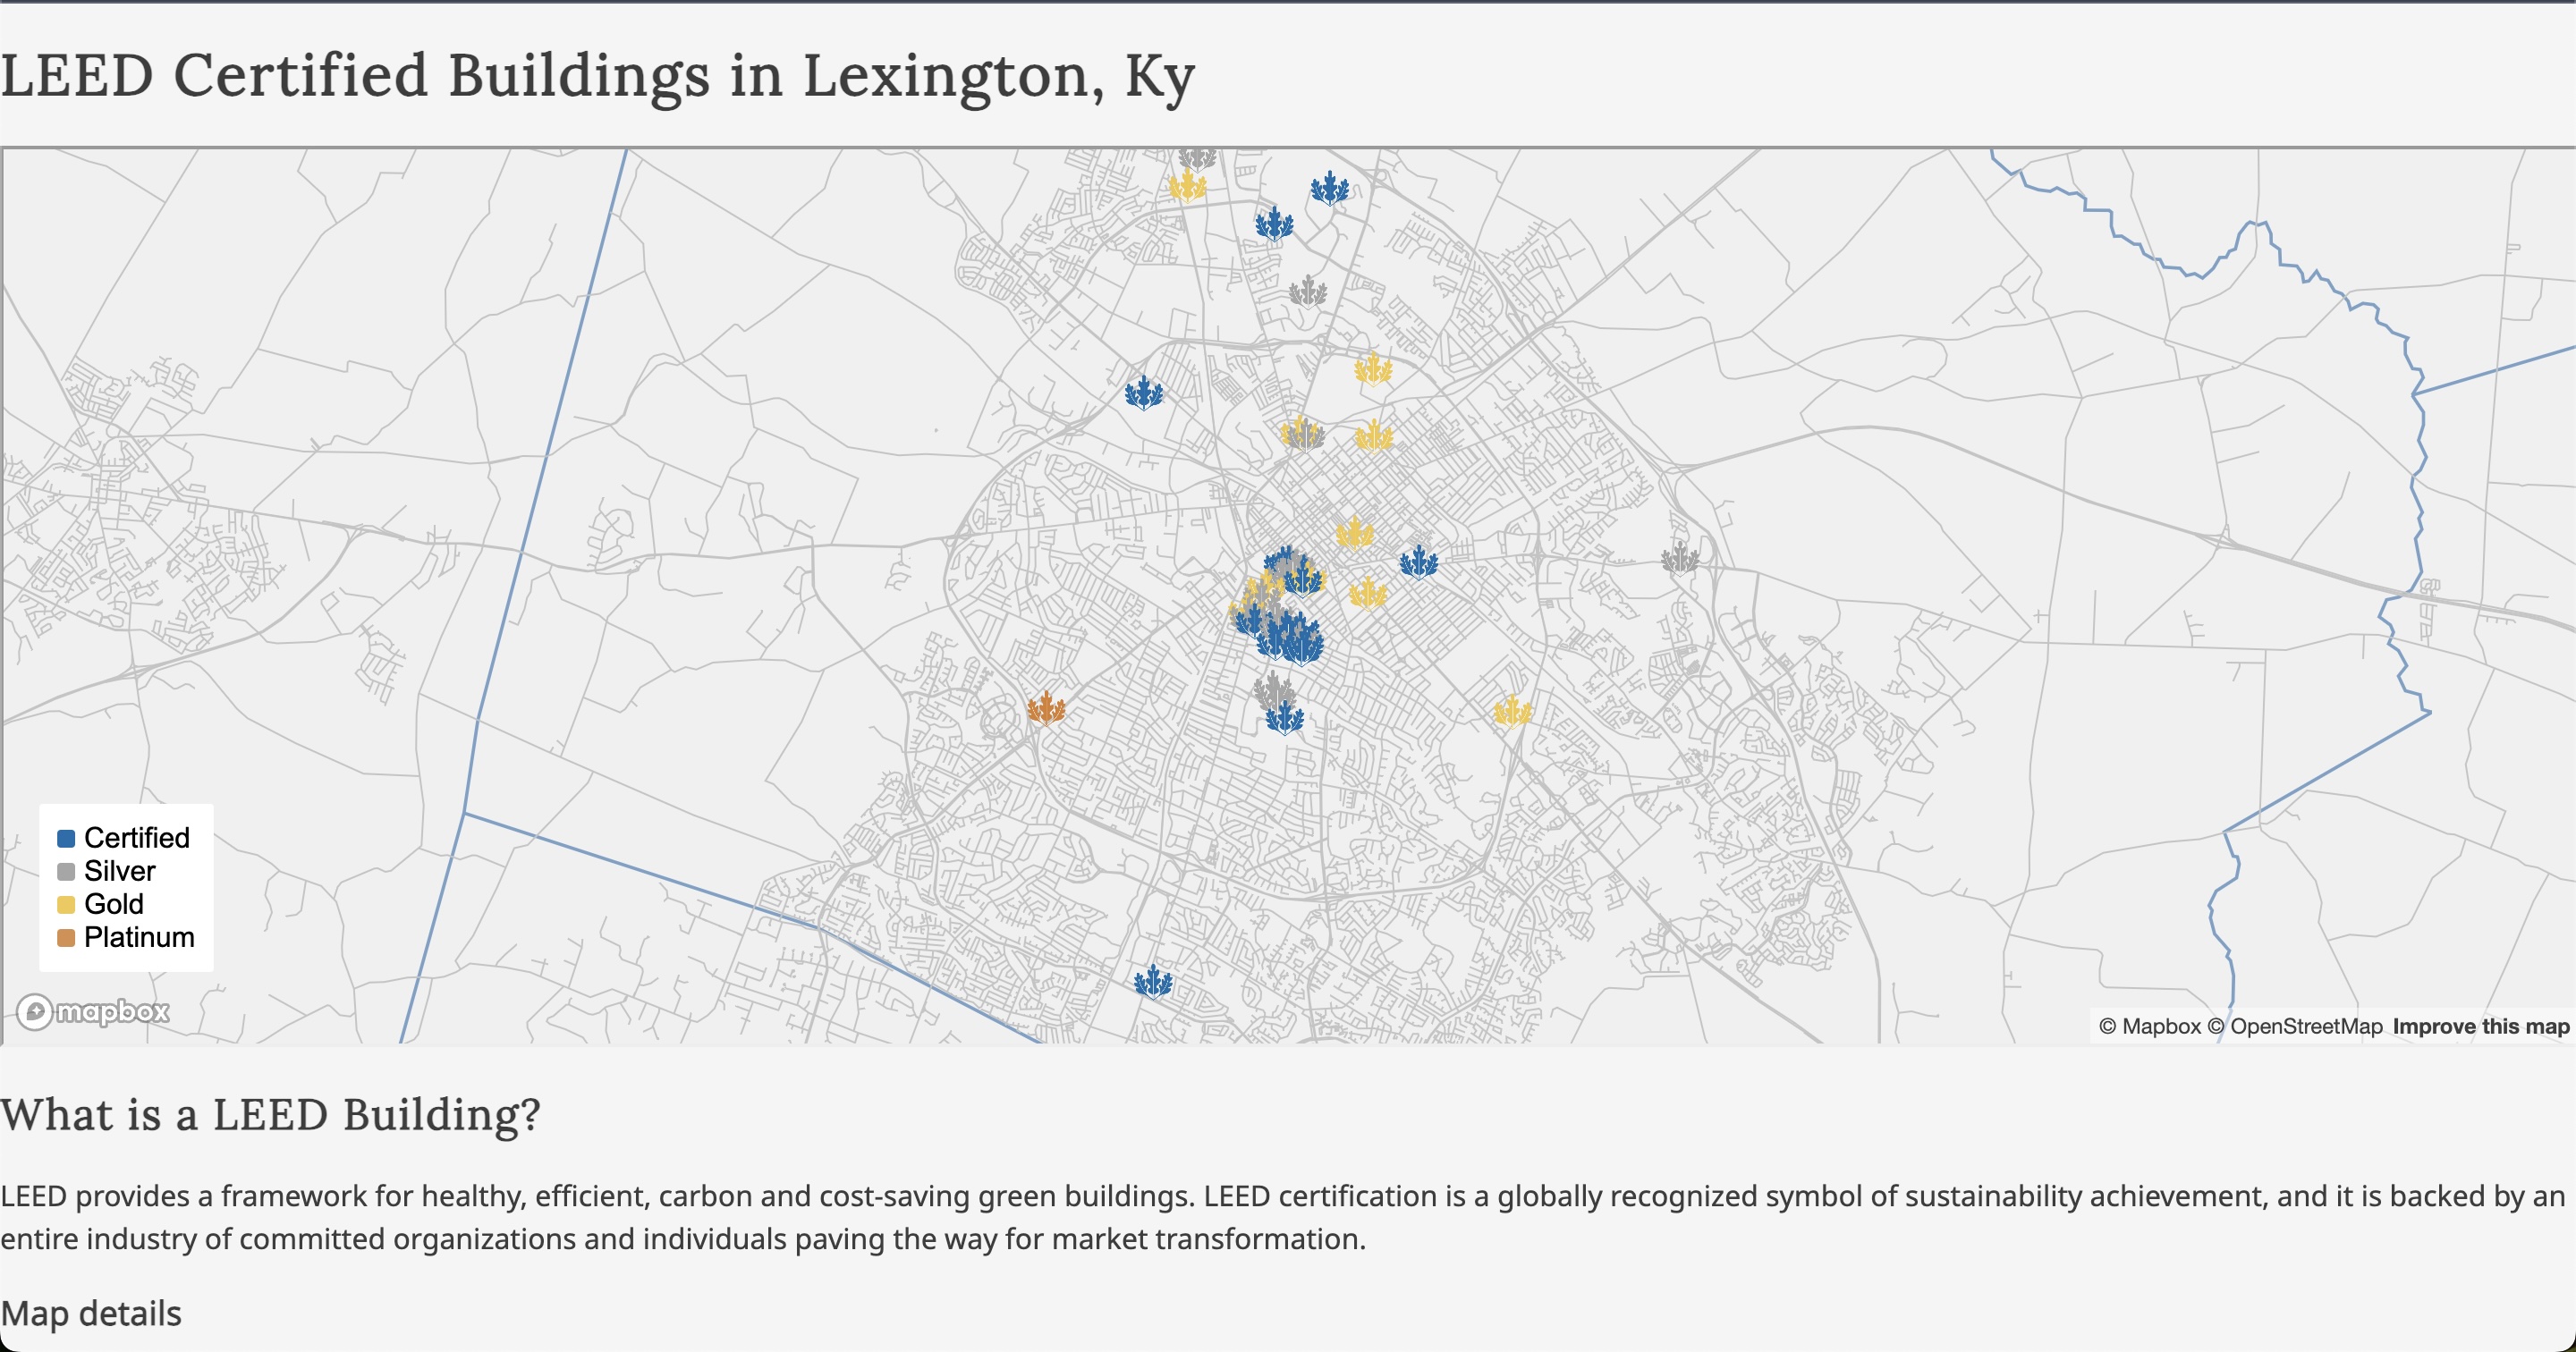 LEED Certified Buildings in Lexington, Ky
Certified
Silver
Gold
Platinum
mapbox
© Mapbox © OpenStreetMap Improve this map
What is a LEED Building?
LEED provides a framework for healthy, efficient, carbon and cost-saving green buildings. LEED certification is a globally recognized symbol of sustainability achievement, and it is backed by an
entire industry of committed organizations and individuals paving the way for market transformation.
Map details